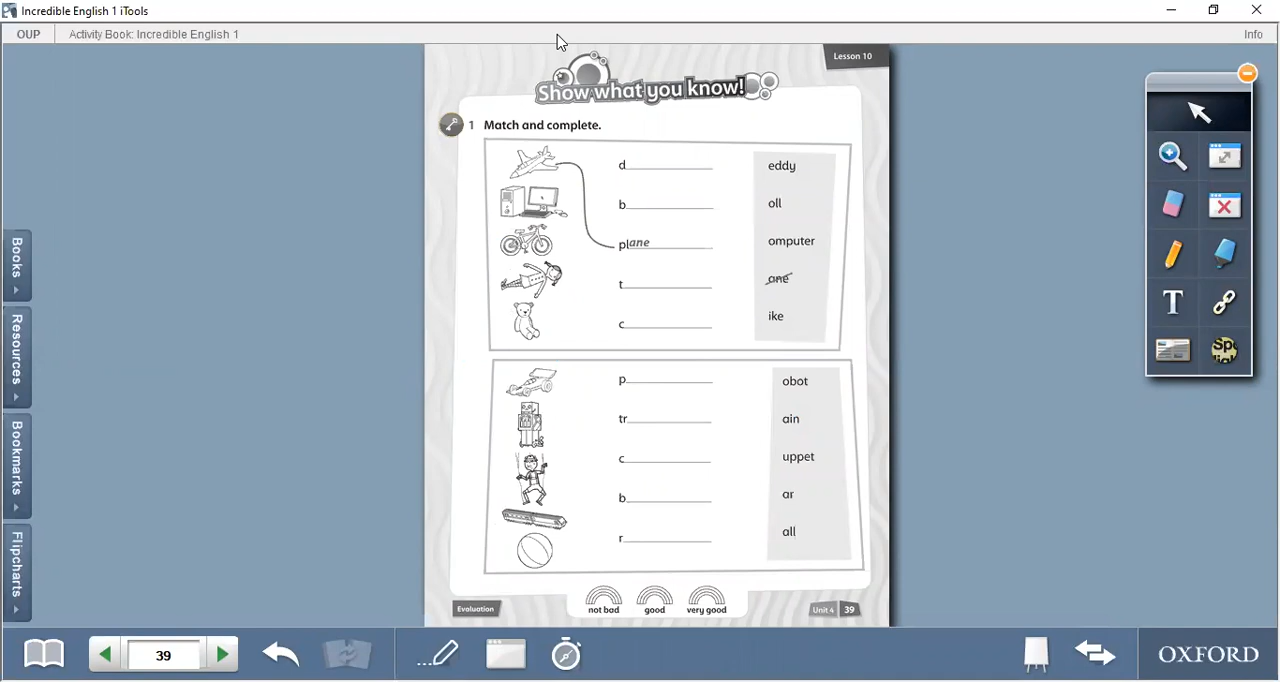 Incredible English 1 iTools
OUP
Activity Book: Incredible English 1
Info
Lesson 10
Show what you know!
1 Match and complete.
d eddy
b oll
plane omputer
t ane
c ike
p obot
tr ain
c uppet
b ar
r all
Evaluation
not bad good very good
Unit 4 39
Books
Resources
Bookmarks
Flipcharts
T
Spo
39
OXFORD